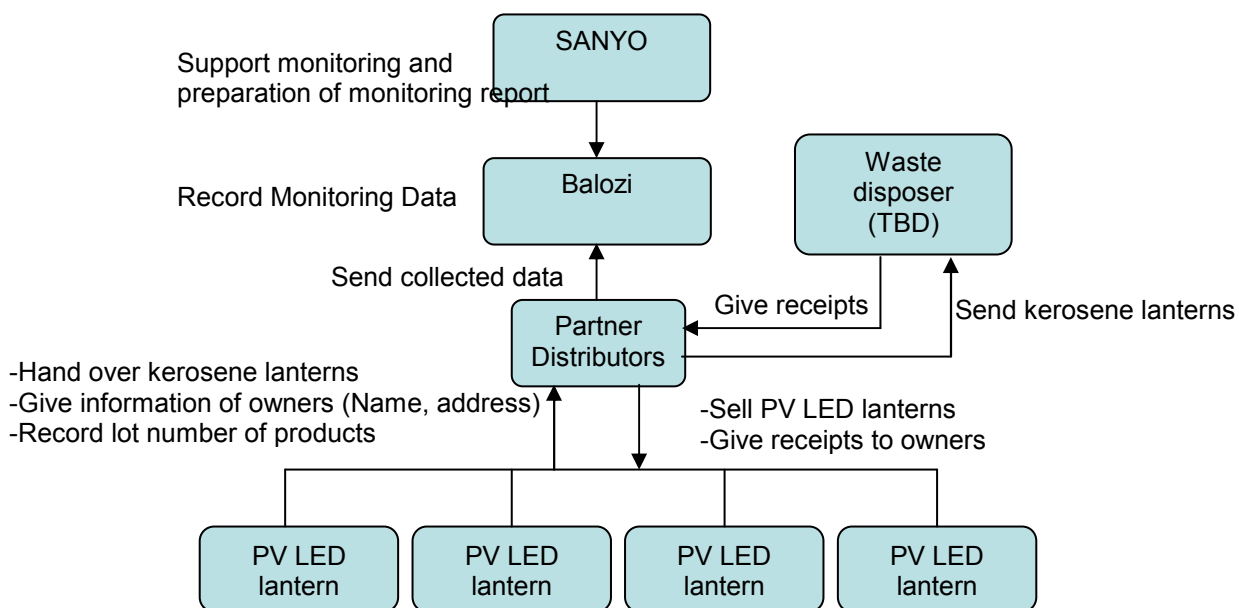 SANYO
Support monitoring and
preparation of monitoring report
Balozi
Record Monitoring Data
Waste
disposer
(TBD)
Send collected data
Give receipts
Send kerosene lanterns
Partner
Distributors
-Hand over kerosene lanterns
-Give information of owners (Name, address)
-Record lot number of products
-Sell PV LED lanterns
-Give receipts to owners
PV LED
lantern
PV LED
lantern
PV LED
lantern
PV LED
lantern